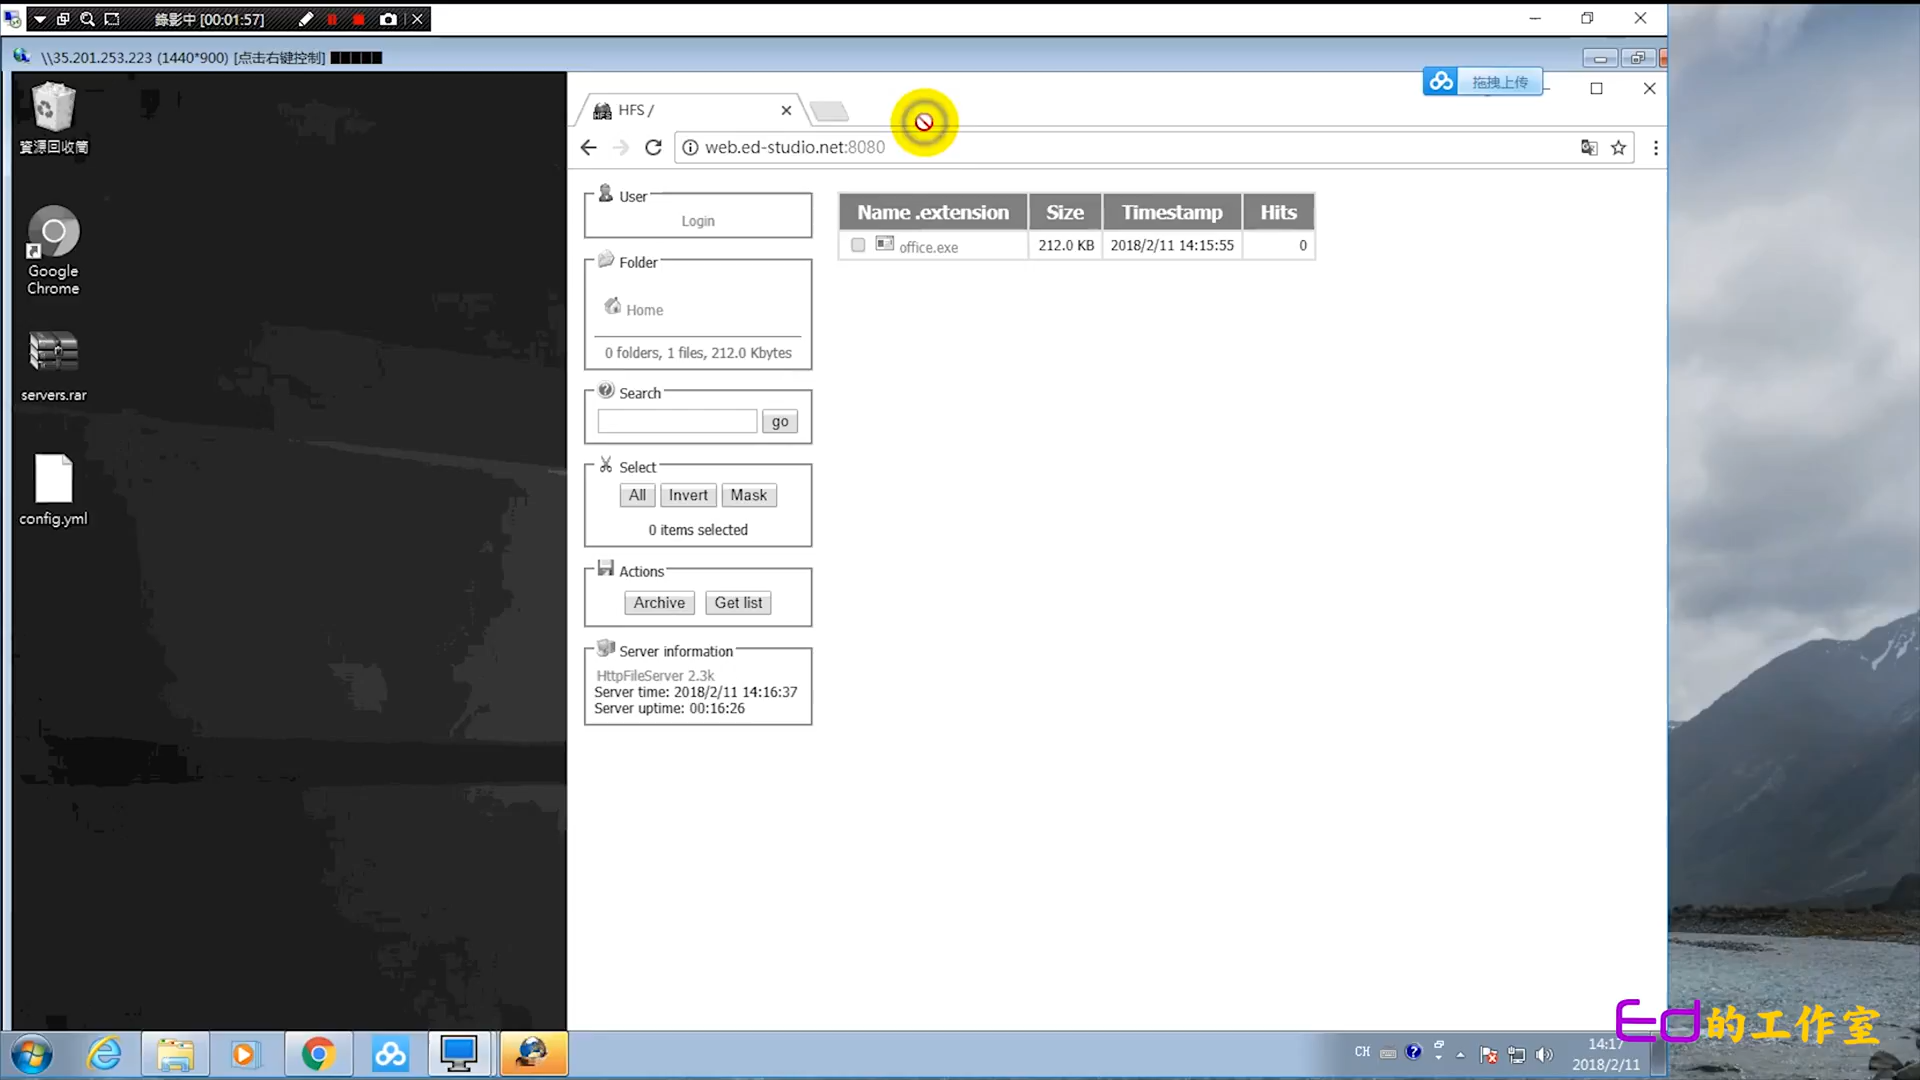 錄影中 [00:01:57]
\\35.201.253.223 (1440*900) [点击右键控制]
拖拽上传
資源回收筒
Google
Chrome
servers.rar
config.yml
HFS /
web.ed-studio.net:8080
User
Login
Folder
Home
0 folders, 1 files, 212.0 Kbytes
Search
go
Select
All Invert Mask
0 items selected
Actions
Archive Get list
Server information
HttpFileServer 2.3k
Server time: 2018/2/11 14:16:37
Server uptime: 00:16:26
Name .extension Size Timestamp Hits
office.exe 212.0 KB 2018/2/11 14:15:55 0
Ed的工作室
CH
14:17
2018/2/11